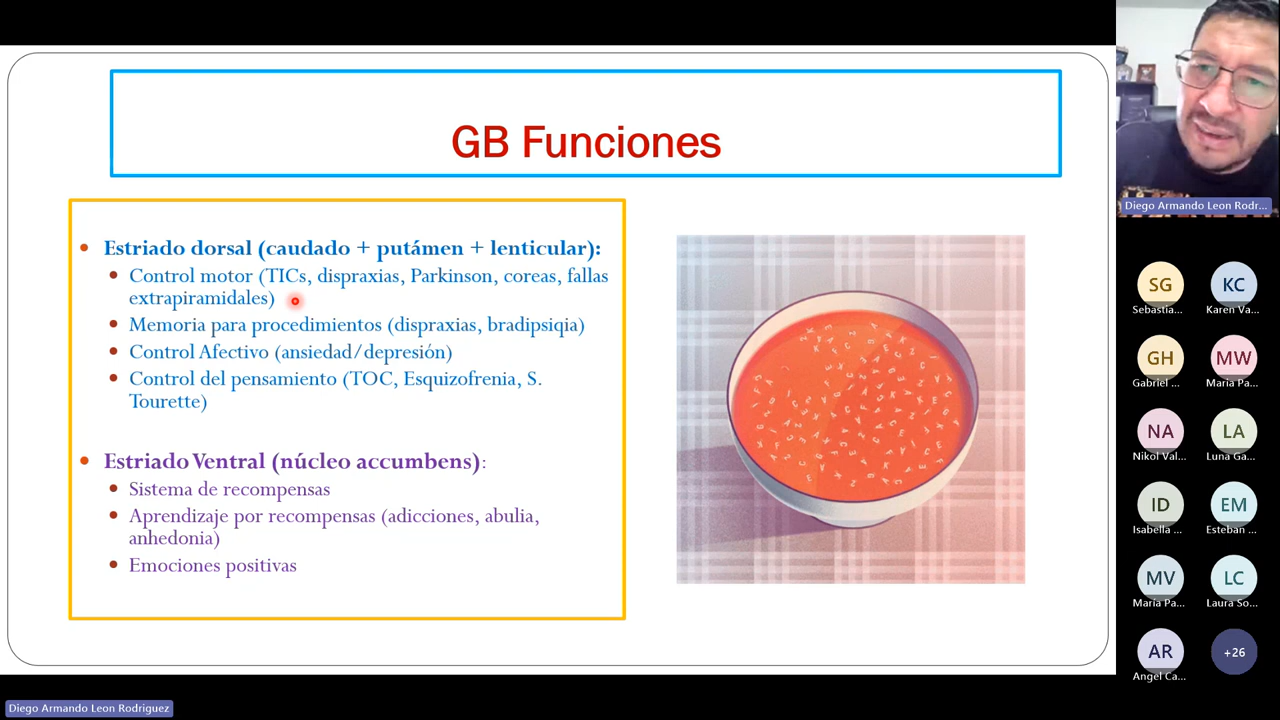 GB Funciones
Estriado dorsal (caudado + putámen + lenticular):
Control motor (TICs, dispraxias, Parkinson, coreas, fallas
extrapiramidales)
Memoria para procedimientos (dispraxias, bradipsiqia)
Control Afectivo (ansiedad/depresión)
Control del pensamiento (TOC, Esquizofrenia, S.
Tourette)
Estriado Ventral (núcleo accumbens):
Sistema de recompensas
Aprendizaje por recompensas (adicciones, abulia,
anhedonia)
Emociones positivas
Diego Armando Leon Rodr...
SG
Sebastia...
KC
Karen Va...
GH
Gabriel ...
MW
Maria Pa...
NA
Nikol Val...
LA
Luna Ga...
ID
Isabella ...
EM
Esteban ...
MV
Maria Pa...
LC
Laura So...
AR
Angel Ca...
+26
Diego Armando Leon Rodriguez